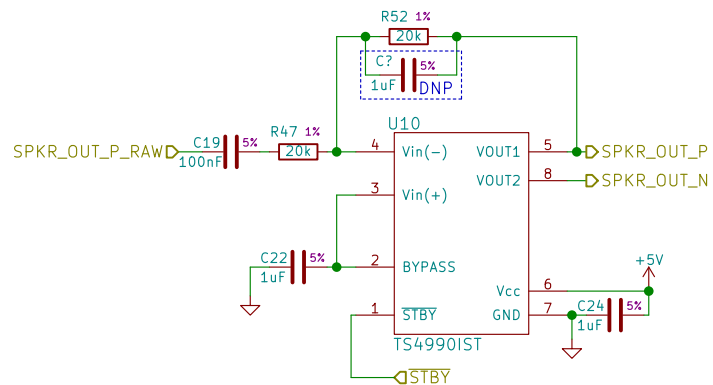 R52 1%
20k
C? 5%
1uF DNP
U10
SPKR_OUT_P_RAW
C19 5%
100nF
R47 1%
20k
4 Vin(-)
3 Vin(+)
2 BYPASS
1 STBY
VOUT1 5
VOUT2 8
Vcc 6
GND 7
SPKR_OUT_P
SPKR_OUT_N
C22 5%
1uF
+5V
C24 5%
1uF
TS4990IST
STBY